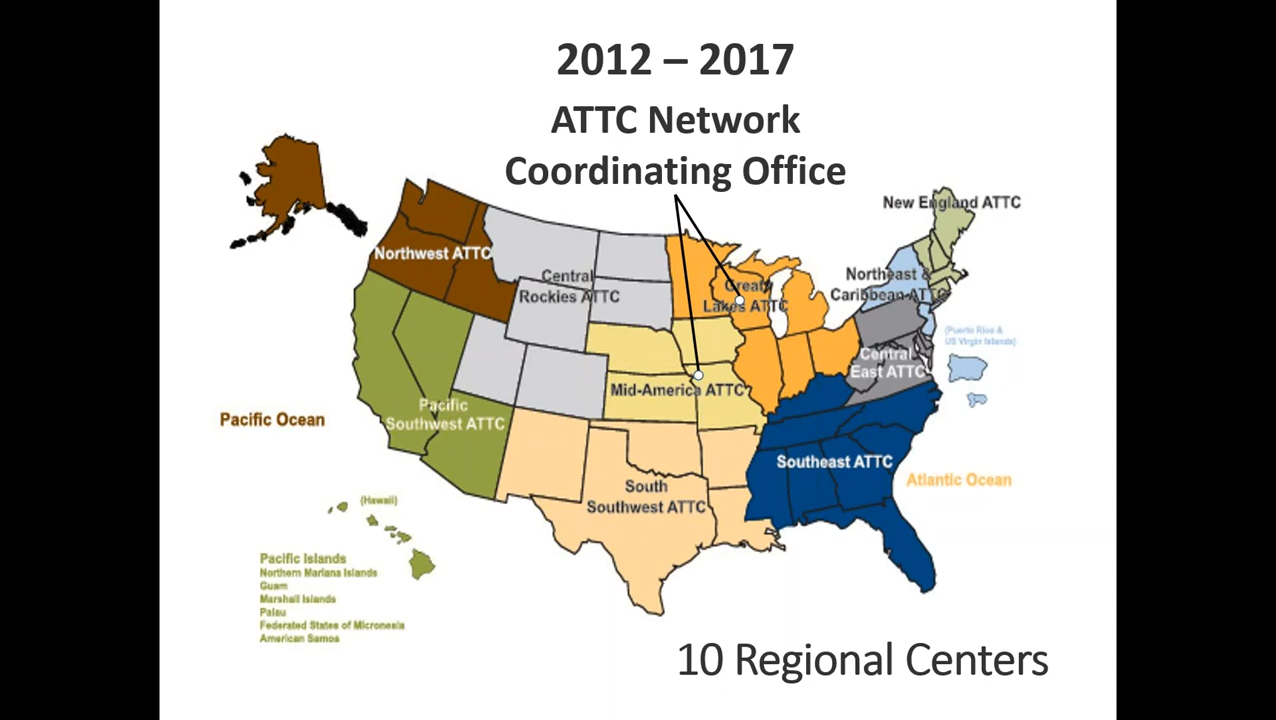 2012 – 2017
ATTC Network
Coordinating Office
New England ATTC
Northwest ATTC
Central
Rockies ATTC
Great
Lakes ATTC
Northeast &
Caribbean ATTC
(Puerto Rico &
US Virgin Islands)
Central
East ATTC
Mid-America ATTC
Pacific
Southwest ATTC
Pacific Ocean
Southeast ATTC
Atlantic Ocean
South
Southwest ATTC
(Hawaii)
Pacific Islands
Northern Mariana Islands
Guam
Marshall Islands
Palau
Federated States of Micronesia
American Samoa
10 Regional Centers